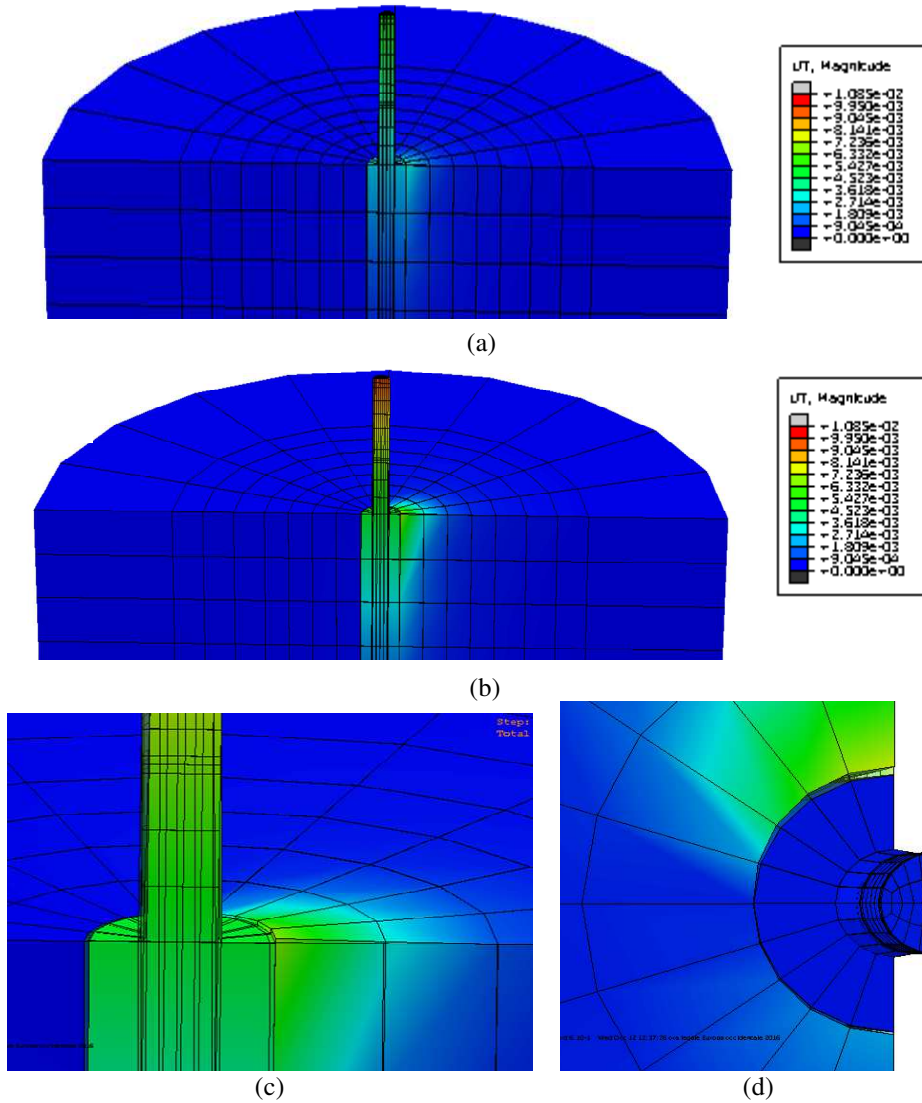 UT, Magnitude
+1.085e-02
+9.950e-03
+9.045e-03
+8.141e-03
+7.236e-03
+6.332e-03
+5.427e-03
+4.523e-03
+3.618e-03
+2.714e-03
+1.809e-03
+9.045e-04
+0.000e+00
(a)
UT, Magnitude
+1.085e-02
+9.950e-03
+9.045e-03
+8.141e-03
+7.236e-03
+6.332e-03
+5.427e-03
+4.523e-03
+3.618e-03
+2.714e-03
+1.809e-03
+9.045e-04
+0.000e+00
(b)
Step:
Total
2016
2016
(c)
(d)